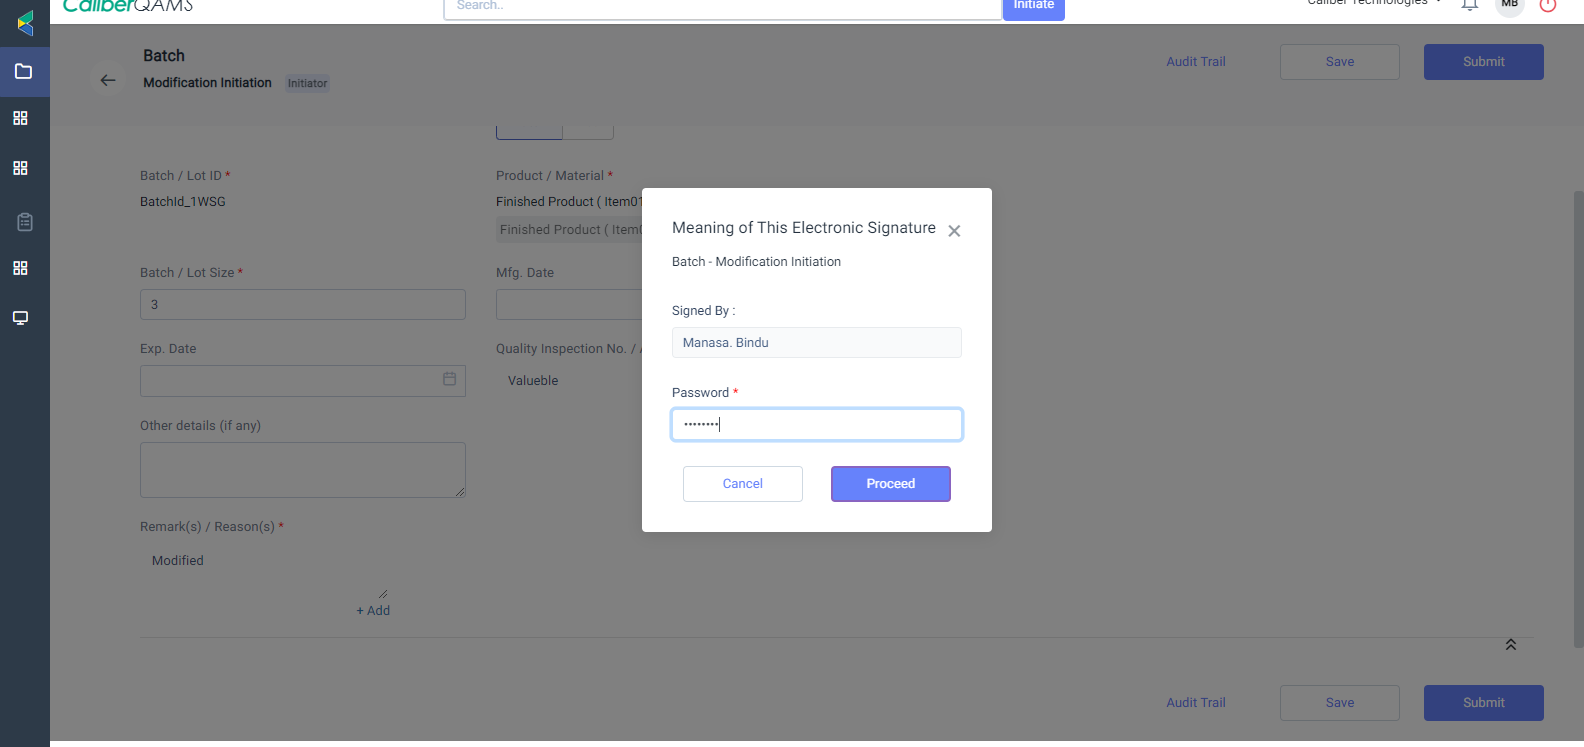 CaliberQAMS
Search..
Initiate
Caliber Technologies
MB
Batch
Modification Initiation
Initiator
Audit Trail
Save
Submit
Batch / Lot ID *
BatchId_1WSG
Product / Material *
Finished Product ( Item01
Finished Product ( Item0
Batch / Lot Size *
3
Mfg. Date
Exp. Date
Quality Inspection No. /
Valueble
Other details (if any)
Remark(s) / Reason(s) *
Modified
+ Add
Meaning of This Electronic Signature
Batch - Modification Initiation
Signed By :
Manasa. Bindu
Password *
••••••••
Cancel
Proceed
Audit Trail
Save
Submit